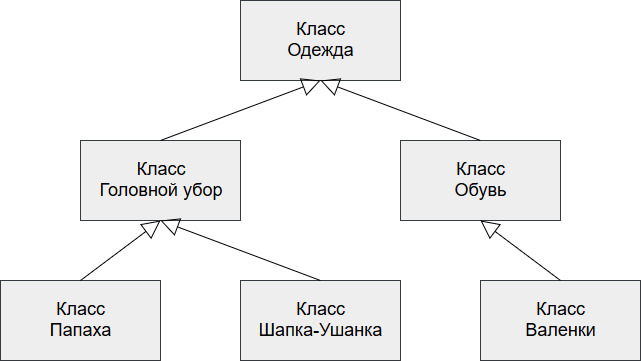 Класс
Одежда
Класс
Головной убор
Класс
Обувь
Класс
Папаха
Класс
Шапка-Ушанка
Класс
Валенки